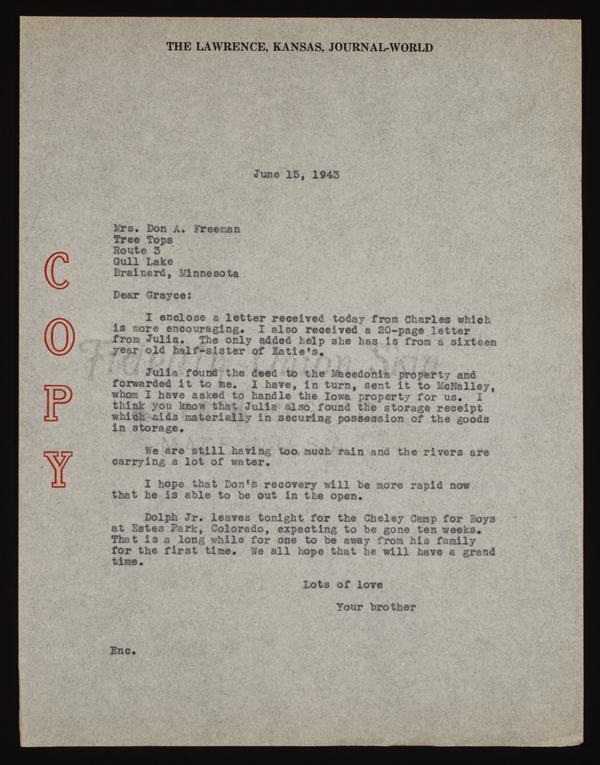 THE LAWRENCE, KANSAS, JOURNAL-WORLD
June 15, 1943
Mrs. Don A. Freeman
Tree Tops
Route 3
Gull Lake
Brainerd, Minnesota
Dear Grayce:
I enclose a letter received today from Charles which
is more encouraging. I also received a 20-page letter
from Julia. The only added help she has is from a sixteen
year old half-sister of Katie's.
Julia found the deed to the Macedonia property and
forwarded it to me. I have, in turn, sent it to McNalley,
whom I have asked to handle the Iowa property for us. I
think you know that Julia also found the storage receipt
which aids materially in securing possession of the goods
in storage.
We are still having too much rain and the rivers are
carrying a lot of water.
I hope that Don's recovery will be more rapid now
that he is able to be out in the open.
Dolph Jr. leaves tonight for the Cheley Camp for Boys
at Estes Park, Colorado, expecting to be gone ten weeks.
That is a long while for one to be away from his family
for the first time. We all hope that he will have a grand
time.
Lots of love
Your brother
Enc.
COPY